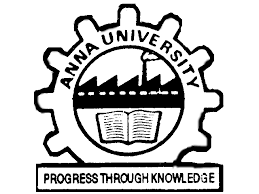 ANNA UNIVERSITY
PROGRESS THROUGH KNOWLEDGE